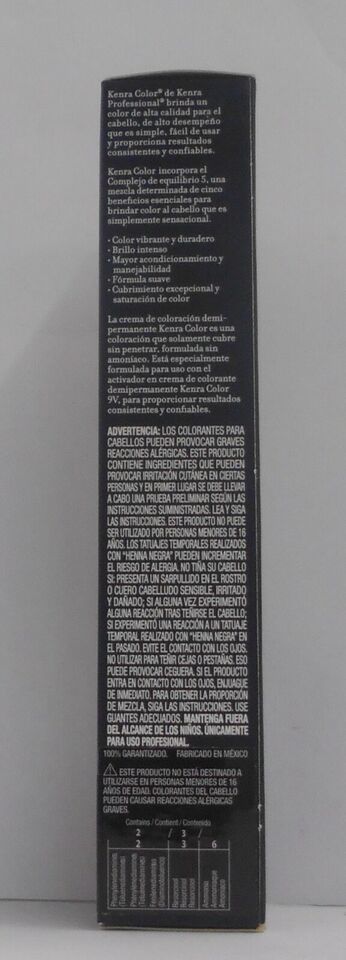 Kenra Color® de Kenra
Professional® brinda un
color de alta calidad para el
cabello, de alto desempeño
que es simple, fácil de usar
y proporciona resultados
consistentes y confiables.
Kenra Color incorpora el
Complejo de equilibrio 5, una
mezcla determinada de cinco
beneficios esenciales para
brindar color al cabello que es
simplemente sensacional.
• Color vibrante y duradero
• Brillo intenso
• Mayor acondicionamiento y
manejabilidad
• Fórmula suave
• Cubrimiento excepcional y
saturación de color
La crema de coloración demi-
permanente Kenra Color es una
coloración que solamente cubre
sin penetrar, formulada sin
amoníaco. Está especialmente
formulada para uso con el
activador en crema de colorante
demipermanente Kenra Color
9V, para proporcionar resultados
consistentes y confiables.
ADVERTENCIA: LOS COLORANTES PARA
CABELLOS PUEDEN PROVOCAR GRAVES
REACCIONES ALÉRGICAS. ESTE PRODUCTO
CONTIENE INGREDIENTES QUE PUEDEN
PROVOCAR IRRITACIÓN CUTÁNEA EN CIERTAS
PERSONAS Y EN PRIMER LUGAR SE DEBE LLEVAR
A CABO UNA PRUEBA PRELIMINAR SEGÚN LAS
INSTRUCCIONES SUMINISTRADAS. LEA Y SIGA
LAS INSTRUCCIONES. ESTE PRODUCTO NO PUEDE
SER UTILIZADO POR PERSONAS MENORES DE 16
AÑOS. LOS TATUAJES TEMPORALES REALIZADOS
CON "HENNA NEGRA" PUEDEN INCREMENTAR
EL RIESGO DE ALERGIA. NO TIÑA SU CABELLO
SI: PRESENTA UN SARPULLIDO EN EL ROSTRO
O CUERO CABELLUDO SENSIBLE, IRRITADO
Y DAÑADO; SI ALGUNA VEZ EXPERIMENTÓ
ALGUNA REACCIÓN TRAS TEÑIRSE EL CABELLO;
SI EXPERIMENTÓ UNA REACCIÓN A UN TATUAJE
TEMPORAL REALIZADO CON "HENNA NEGRA" EN
EL PASADO. EVITE EL CONTACTO CON LOS OJOS.
NO UTILIZAR PARA TEÑIR CEJAS O PESTAÑAS. ESO
PUEDE PROVOCAR CEGUERA. SI EL PRODUCTO
ENTRA EN CONTACTO CON LOS OJOS, ENJUAGUE
DE INMEDIATO. PARA OBTENER LA PROPORCIÓN
DE MEZCLA, SIGA LAS INSTRUCCIONES. USE
GUANTES ADECUADOS. MANTENGA FUERA
DEL ALCANCE DE LOS NIÑOS. ÚNICAMENTE
PARA USO PROFESIONAL.
100% GARANTIZADO. FABRICADO EN MÉXICO
ESTE PRODUCTO NO ESTÁ DESTINADO A
UTILIZARSE EN PERSONAS MENORES DE 16
AÑOS DE EDAD. COLORANTES DEL CABELLO
PUEDEN CAUSAR REACCIONES ALÉRGICAS
GRAVES.
Contains / Contient / Contenido
2 / 3 /
2 3 6
Phenylenediamines
(Toluenediamines)
Resorcinol
Resorcinol
Ammonia
Ammoniaque
Amoníaco